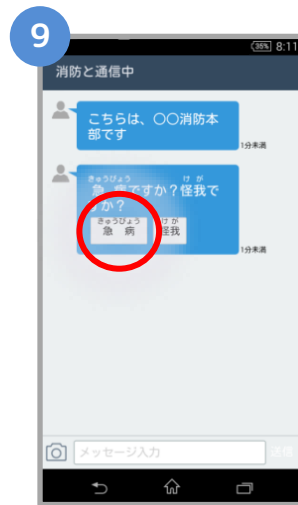 9
35% 8:11
消防と通信中
こちらは、〇〇消防本
部です
1分未満
きゅうびょう けが
急病ですか?怪我で
すか?
きゅうびょう けが
急病 怪我
1分未満
メッセージ入力 送信